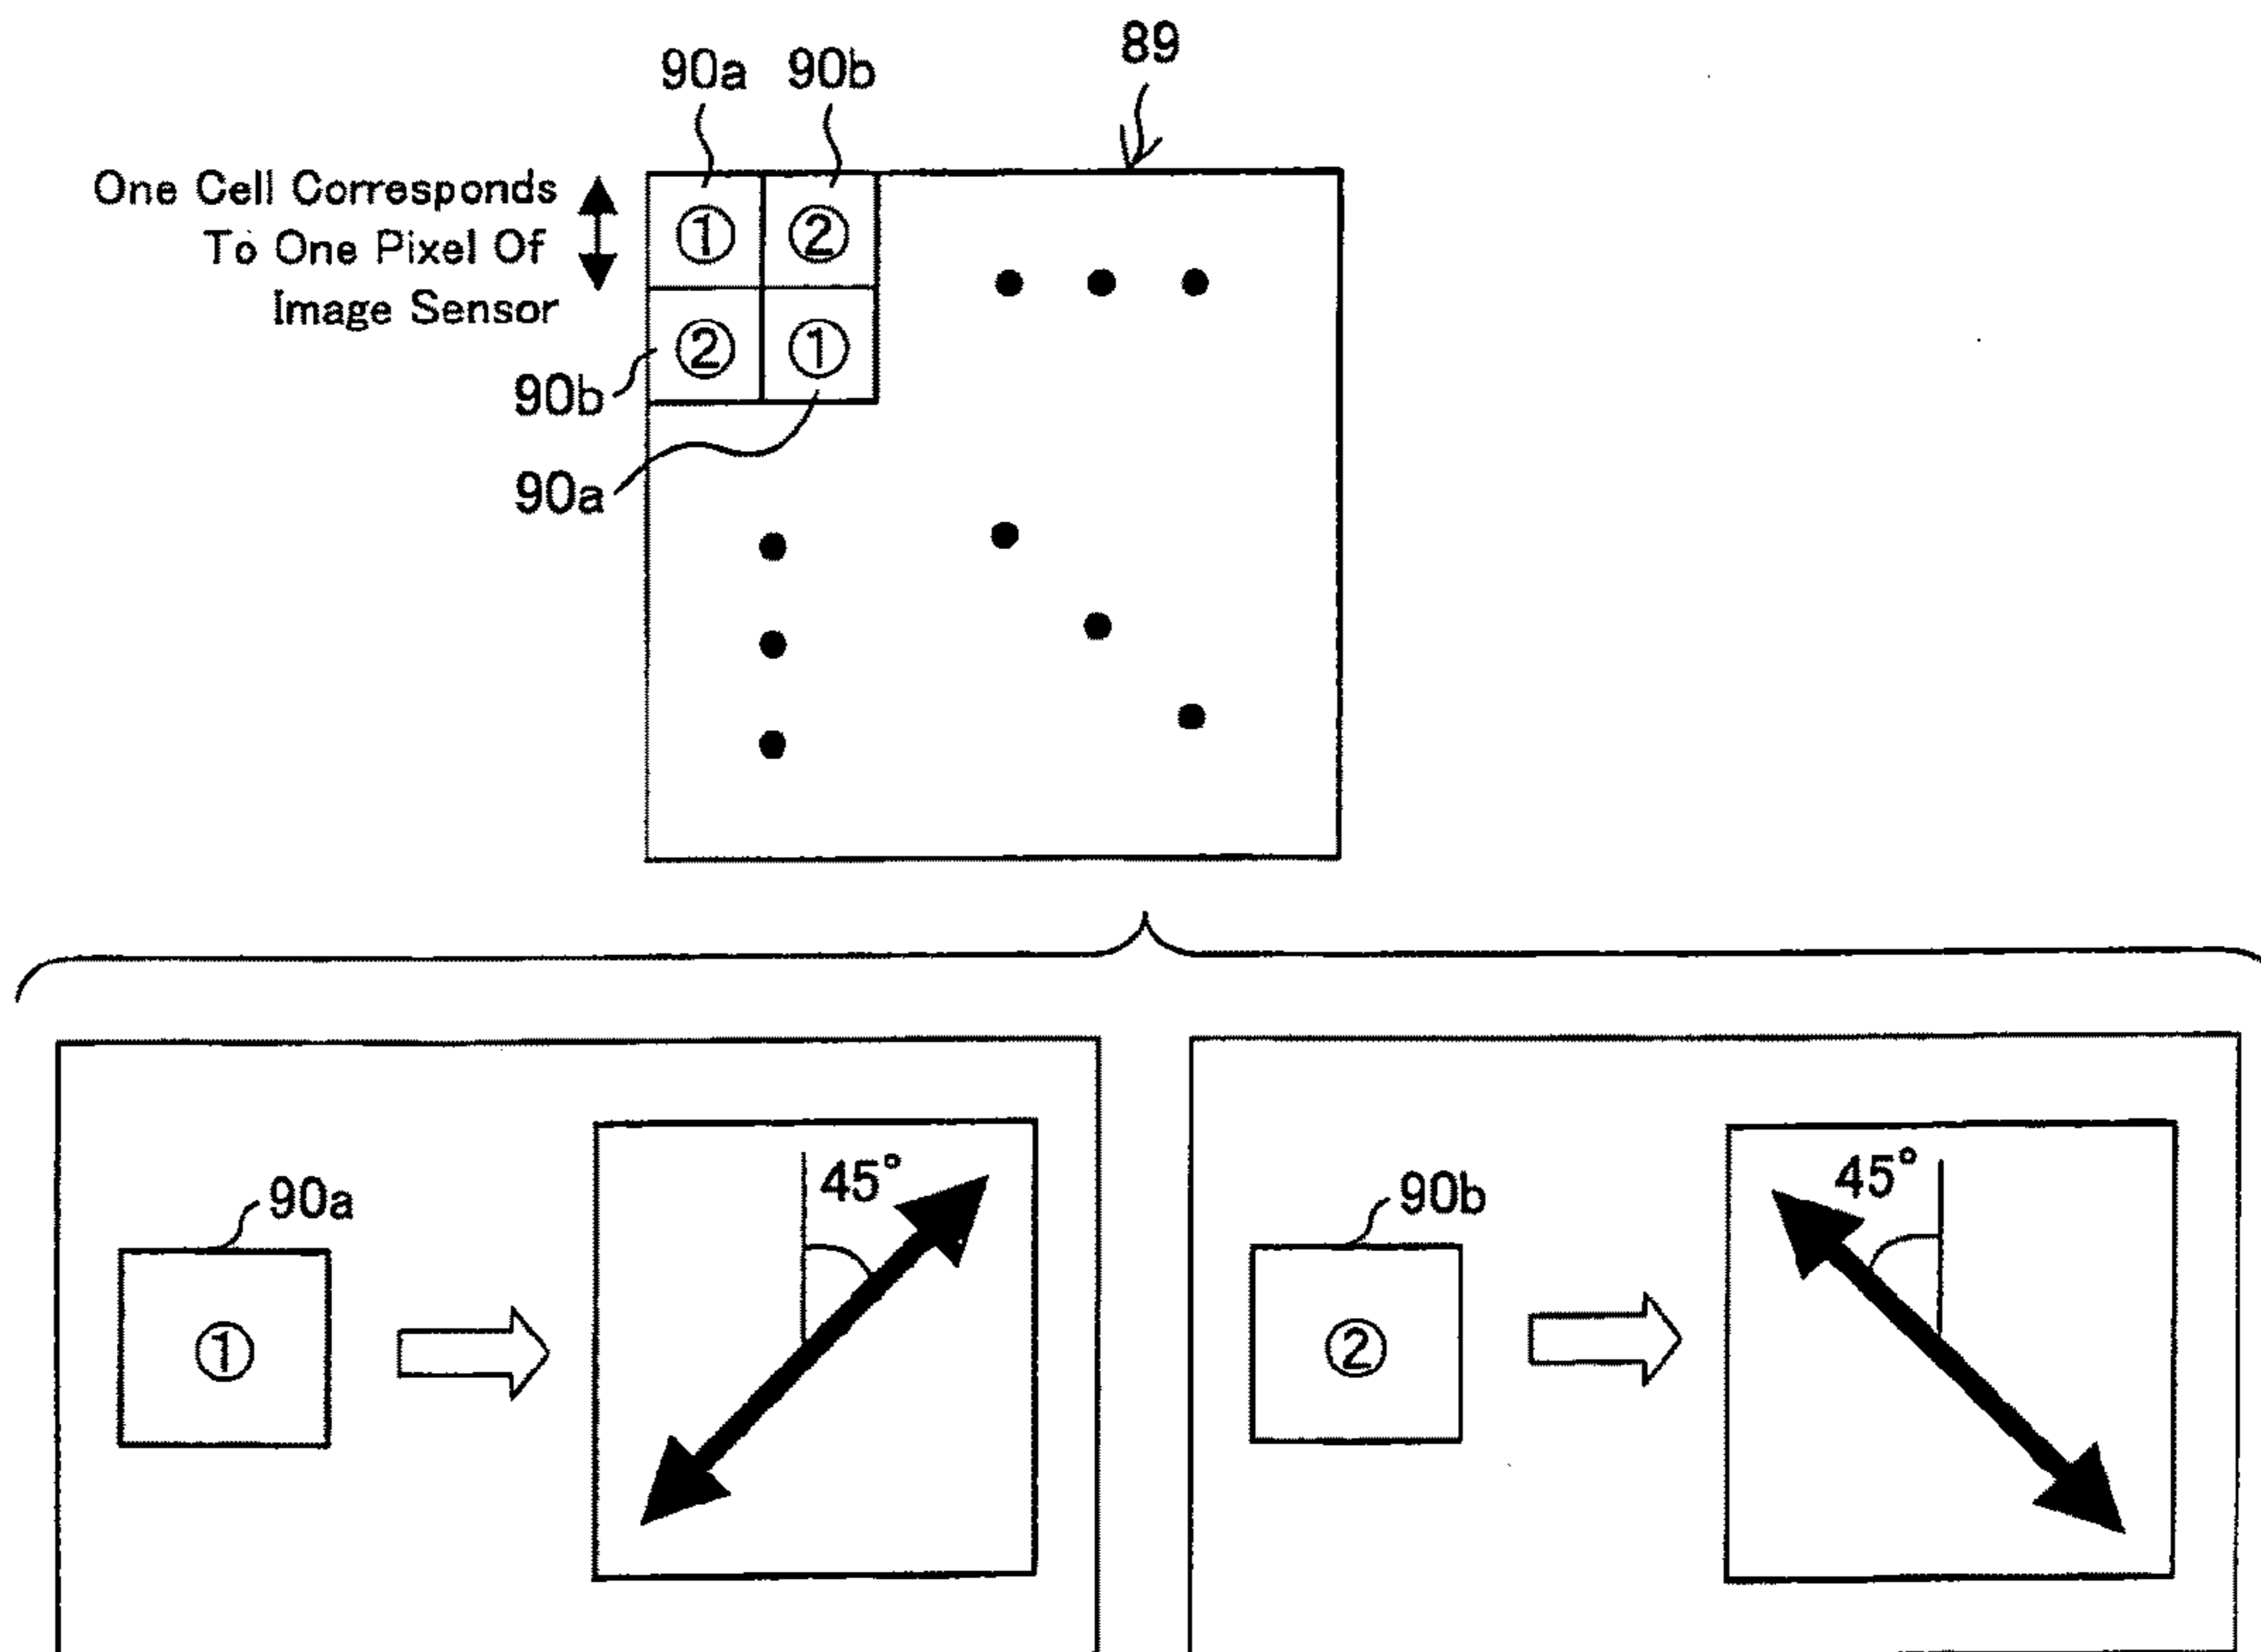 89
90a 90b
One Cell Corresponds
To One Pixel Of
Image Sensor
① ②
② ①
90b
90a
45°
90a
①
45°
90b
②